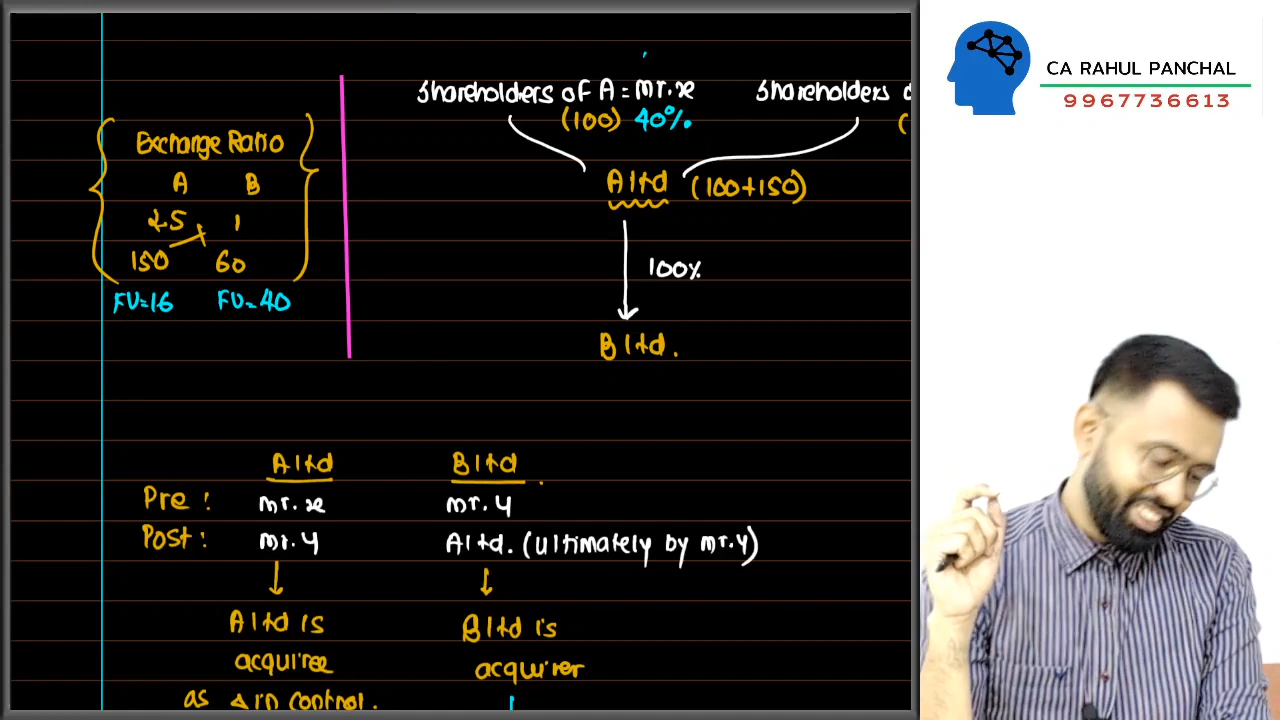 CA RAHUL PANCHAL
9967736613
Shareholders of A = mr. x
(100) 40%.
Shareholders
Exchange Ratio
A B
2.5 1
150 60
FV=16 FV=40
A ltd (100+150)
100%
B ltd.
A ltd B ltd
Pre : mr. x mr. y
Post : mr. y A ltd. (ultimately by mr. y)
A ltd is
acquiree
as Δ in control.
B ltd is
acquirer